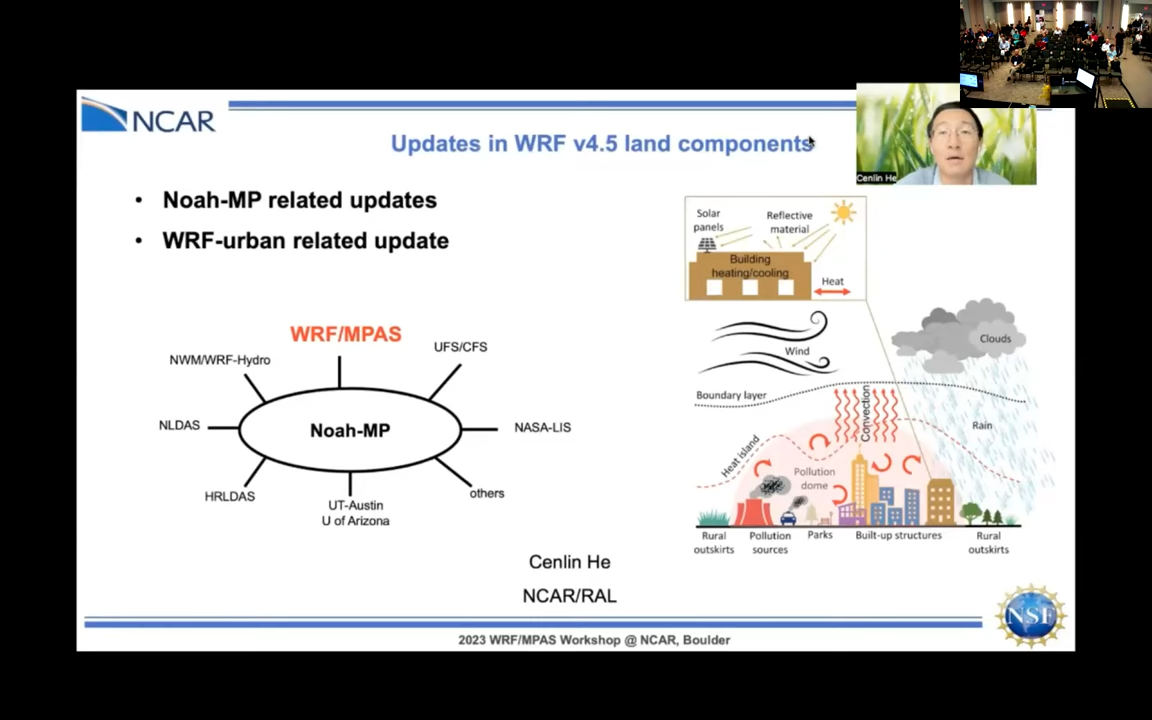 NCAR
Updates in WRF v4.5 land components
Cenlin He
• Noah-MP related updates
• WRF-urban related update
WRF/MPAS
NWM/WRF-Hydro
UFS/CFS
NLDAS
Noah-MP
NASA-LIS
HRLDAS
UT-Austin
U of Arizona
others
Solar
panels
Reflective
material
Building
heating/cooling
Heat
Wind
Clouds
Boundary layer
Convection
Rain
Heat island
Pollution
dome
Rural
outskirts
Pollution
sources
Parks
Built-up structures
Rural
outskirts
Cenlin He
NCAR/RAL
NSF
2023 WRF/MPAS Workshop @ NCAR, Boulder